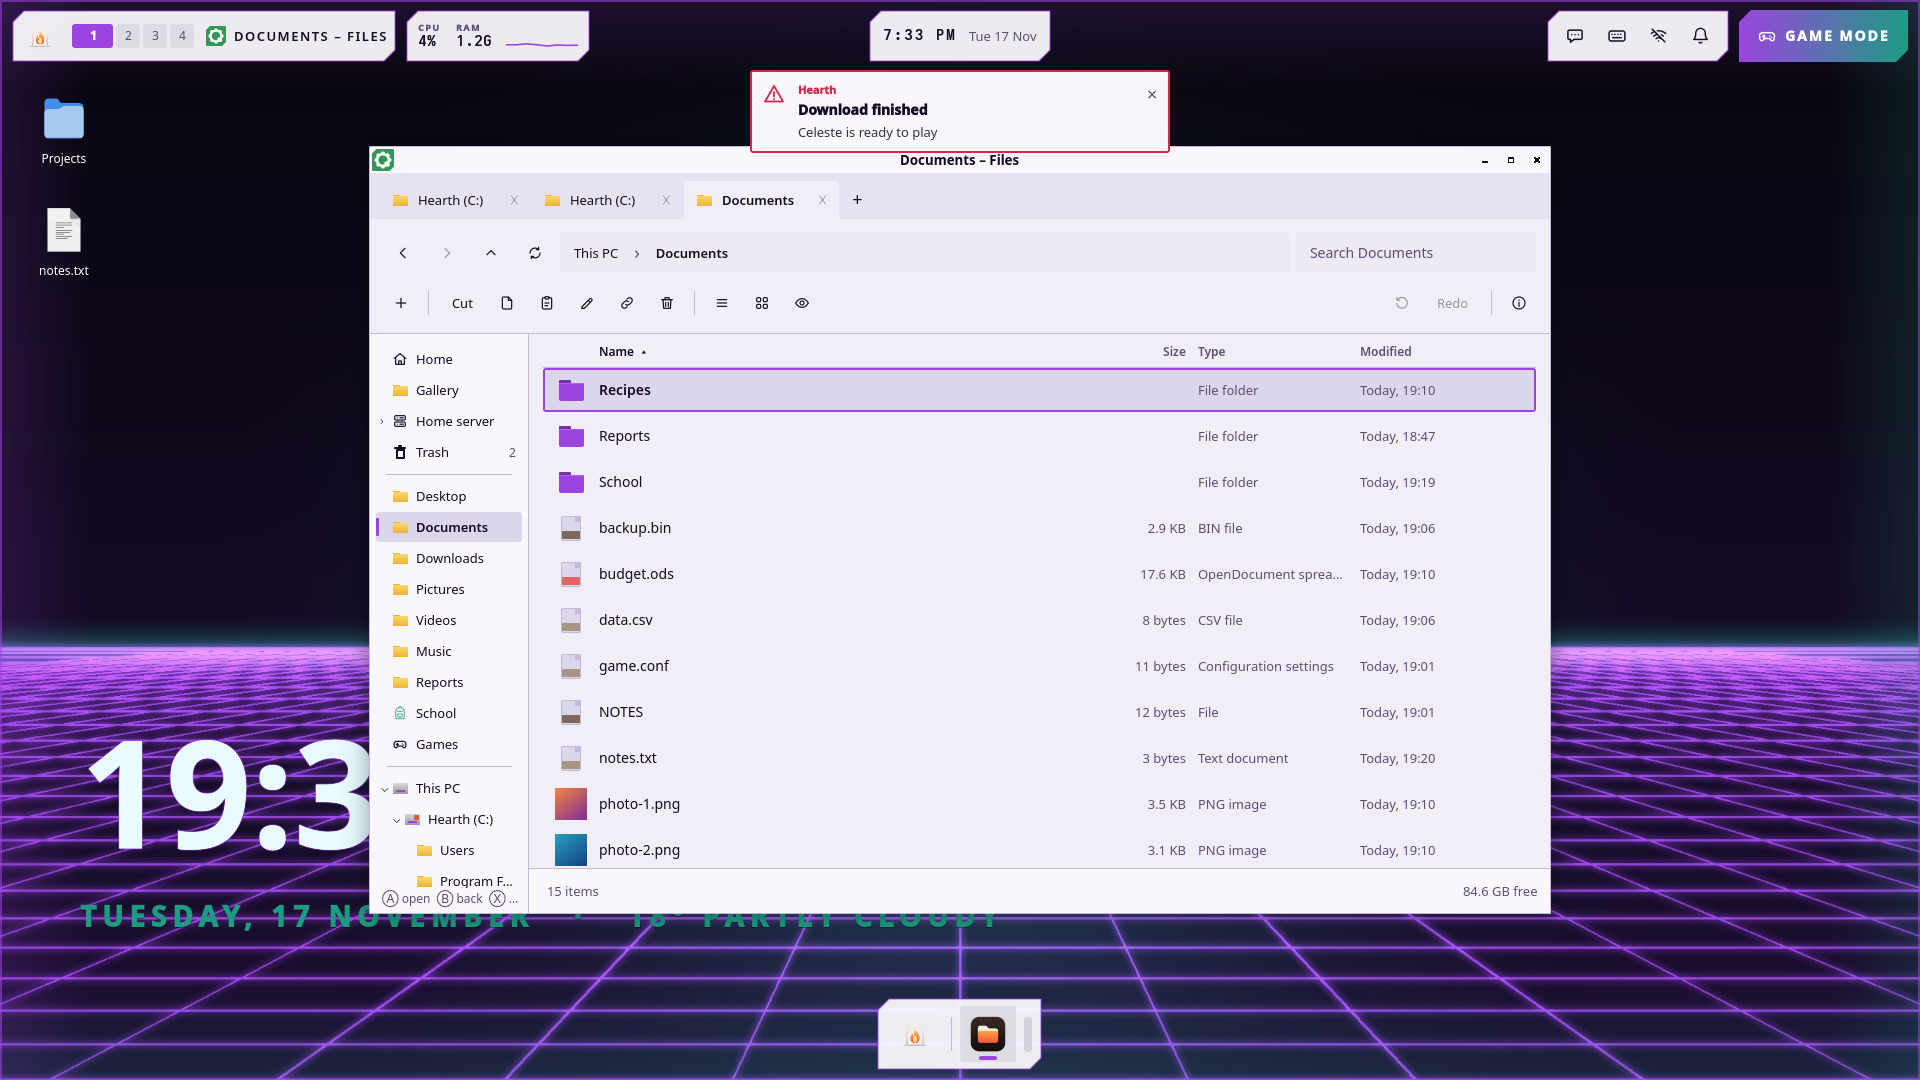 1 2 3 4 DOCUMENTS – FILES
CPU 4% RAM 1.2G
7:33 PM Tue 17 Nov
GAME MODE
Hearth
Download finished
Celeste is ready to play
Projects
notes.txt
Documents – Files
Hearth (C:) Hearth (C:) Documents
This PC › Documents
Search Documents
Cut
Redo
Home
Gallery
Home server
Trash 2
Desktop
Documents
Downloads
Pictures
Videos
Music
Reports
School
Games
This PC
Hearth (C:)
Users
Program F...
A open B back X ...
Name Size Type Modified
Recipes File folder Today, 19:10
Reports File folder Today, 18:47
School File folder Today, 19:19
backup.bin 2.9 KB BIN file Today, 19:06
budget.ods 17.6 KB OpenDocument sprea... Today, 19:10
data.csv 8 bytes CSV file Today, 19:06
game.conf 11 bytes Configuration settings Today, 19:01
NOTES 12 bytes File Today, 19:01
notes.txt 3 bytes Text document Today, 19:20
photo-1.png 3.5 KB PNG image Today, 19:10
photo-2.png 3.1 KB PNG image Today, 19:10
15 items 84.6 GB free
19:3
TUESDAY, 17 NOVEMBER · 18° PARTLY CLOUDY